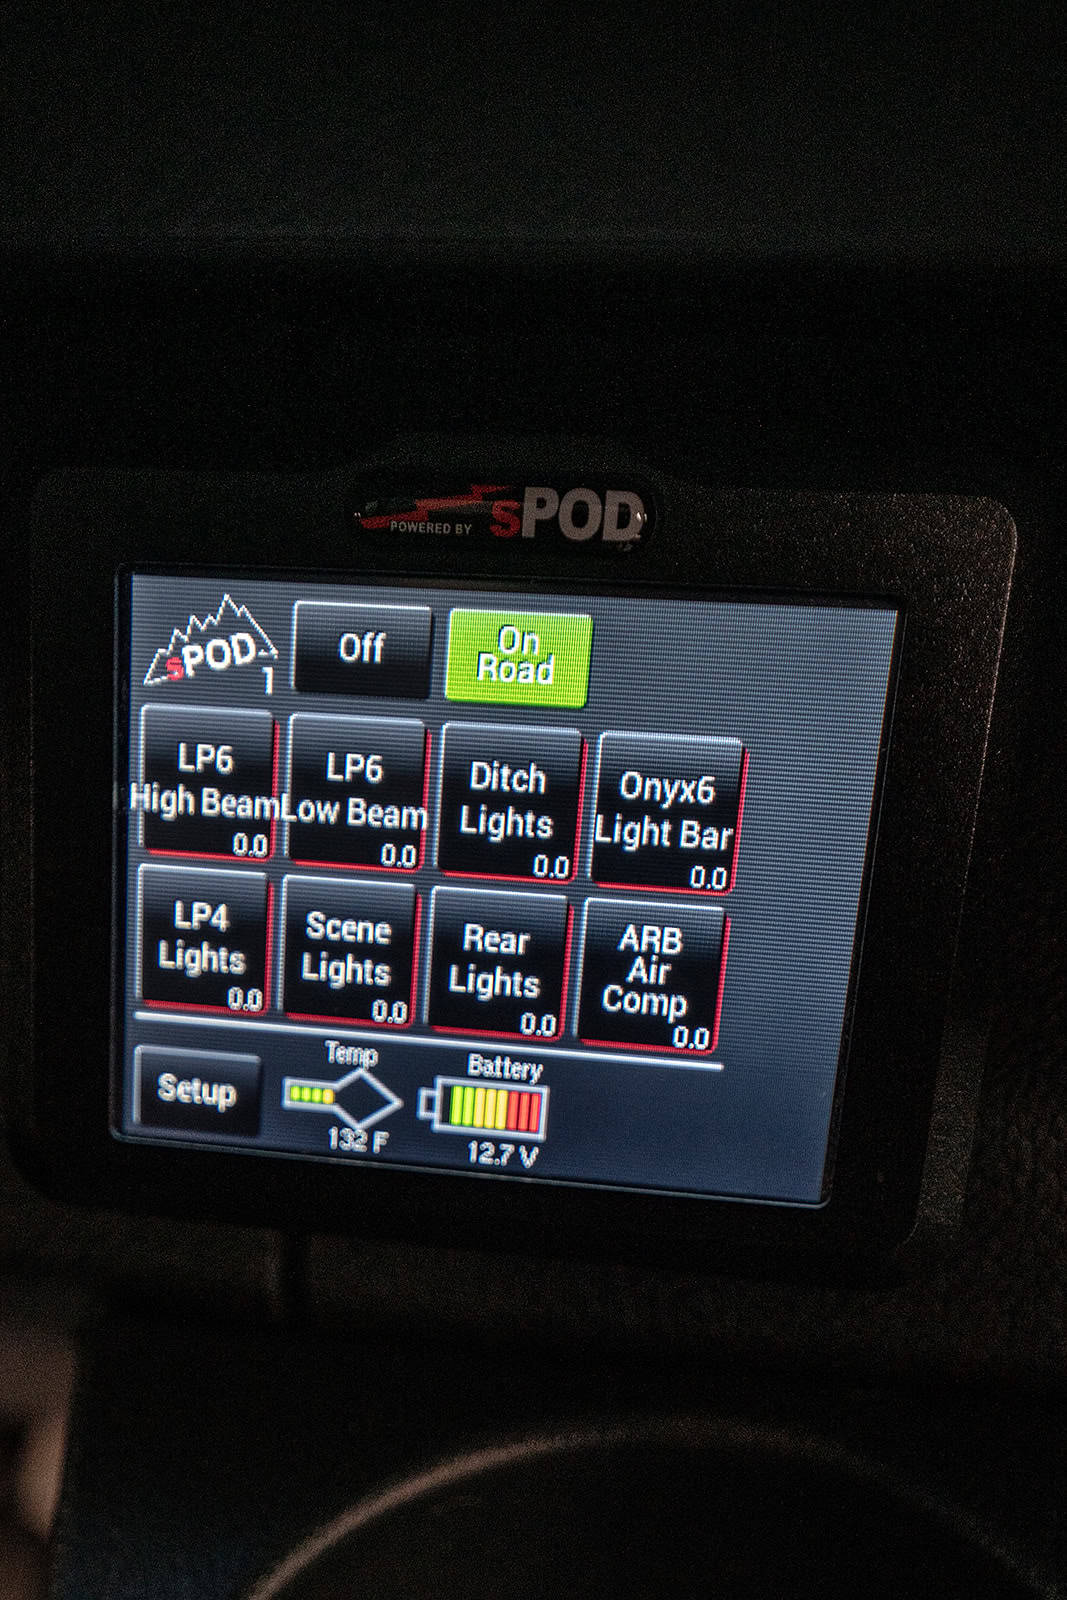 POWERED BY sPOD
sPOD
1
Off
On
Road
LP6
High Beam
0.0
LP6
Low Beam
0.0
Ditch
Lights
0.0
Onyx6
Light Bar
0.0
LP4
Lights
0.0
Scene
Lights
0.0
Rear
Lights
0.0
ARB
Air
Comp
0.0
Setup
Temp
132 F
Battery
12.7 V